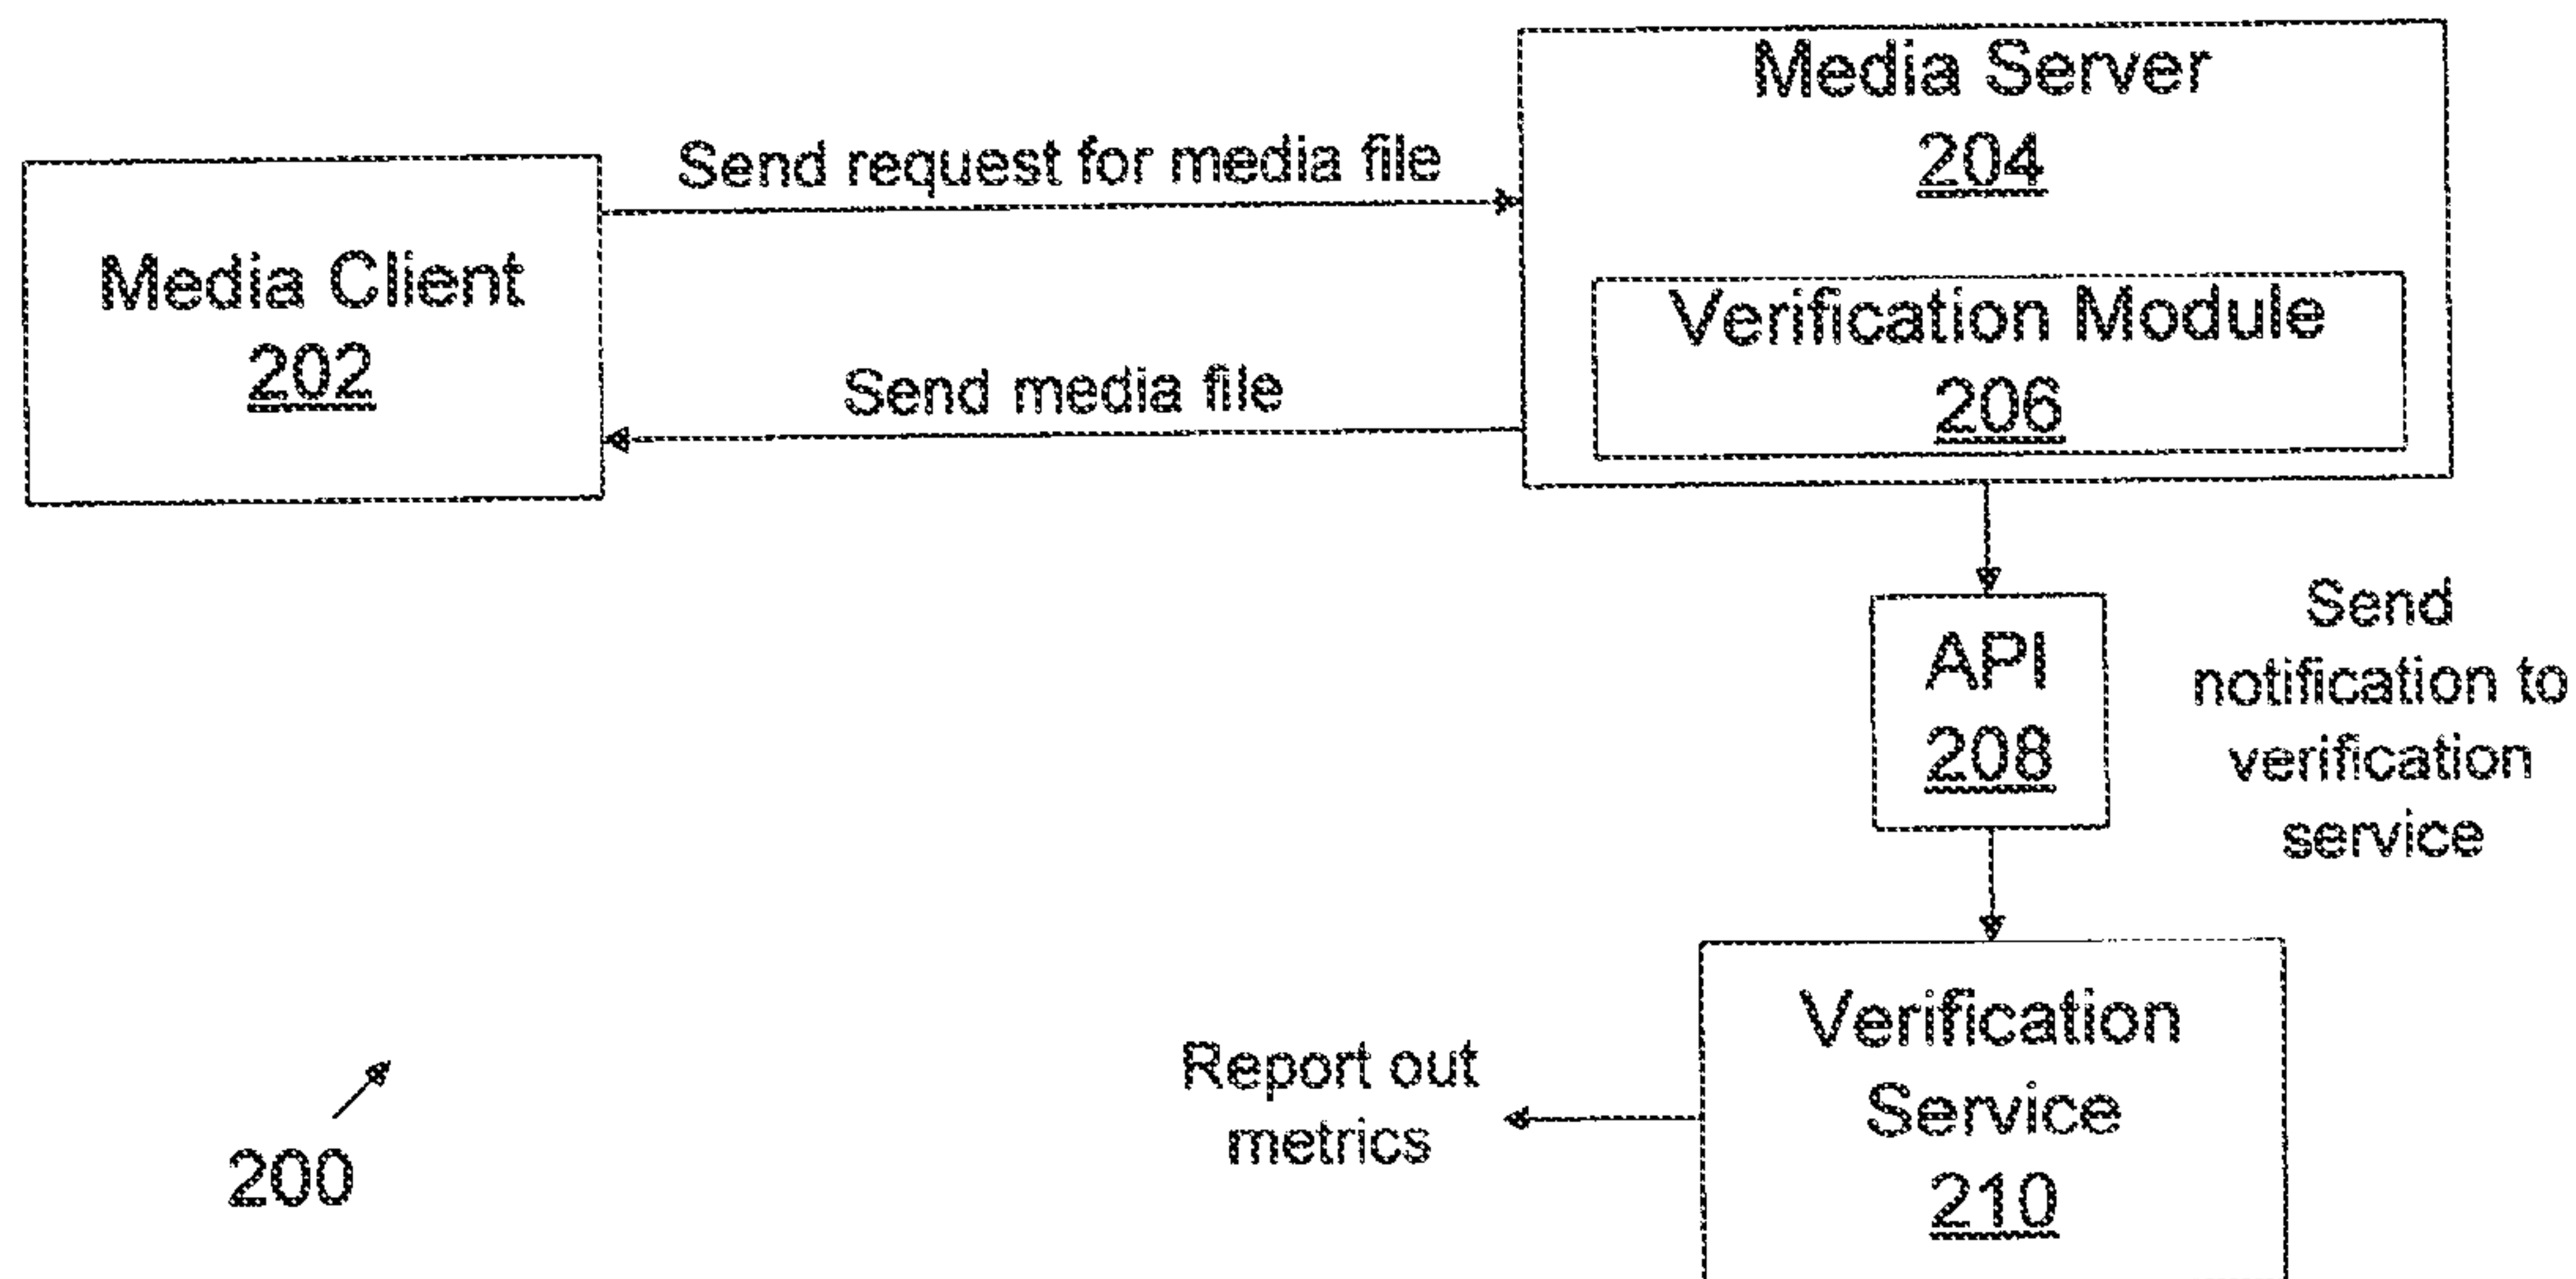 Media Server
204
Send request for media file
Media Client
202
Verification Module
206
Send media file
API
208
Send
notification to
verification
service
Verification
Service
210
Report out
metrics
200